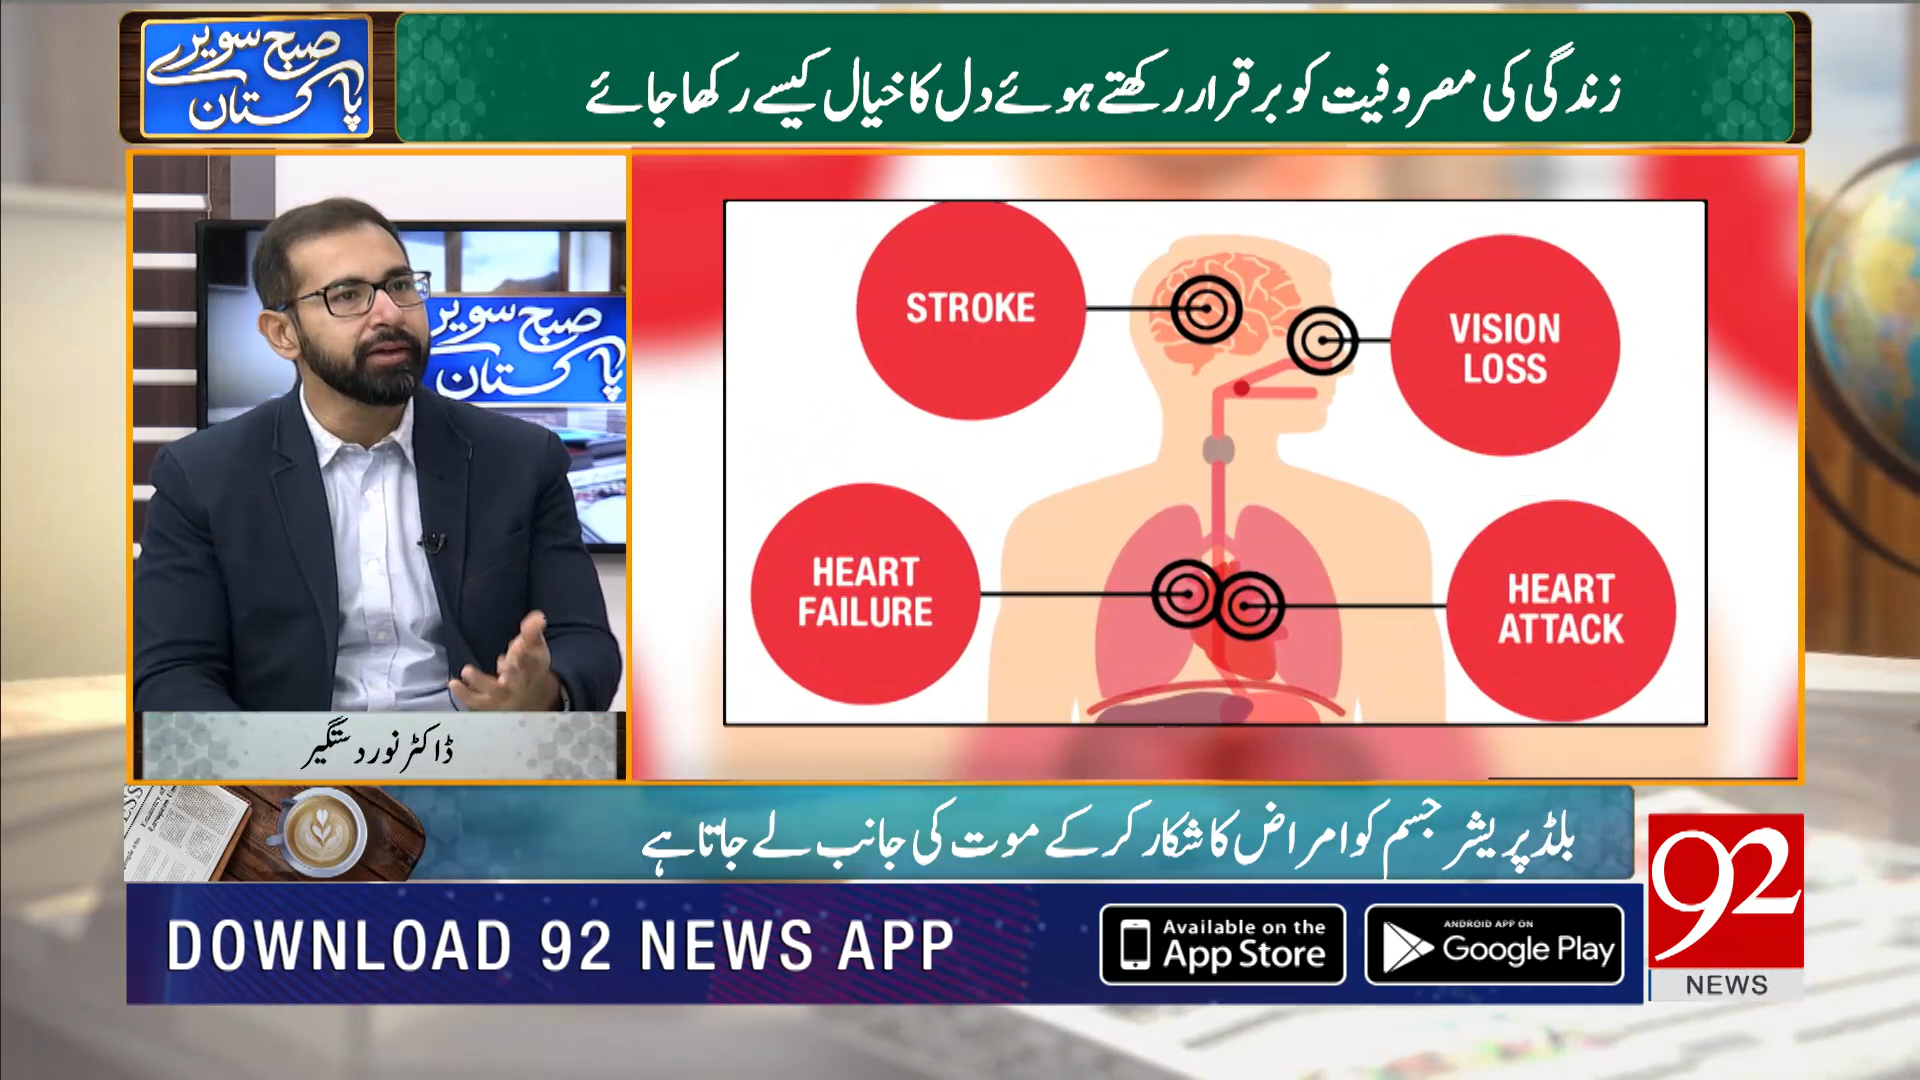 صبح سویرے پاکستان
زندگی کی مصروفیت کو برقرار رکھتے ہوئے دل کا خیال کیسے رکھا جائے
صبح سویرے
پاکستان
STROKE
VISION
LOSS
HEART
FAILURE
HEART
ATTACK
ڈاکٹر نور دستگیر
بلڈ پریشر جسم کو امراض کا شکار کر کے موت کی جانب لے جاتا ہے
DOWNLOAD 92 NEWS APP
Available on the
App Store
ANDROID APP ON
Google Play
92
NEWS